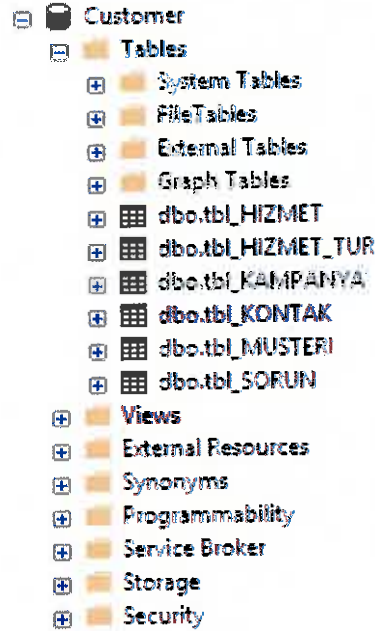 Customer
Tables
System Tables
FileTables
External Tables
Graph Tables
dbo.tbl_HIZMET
dbo.tbl_HIZMET_TUR
dbo.tbl_KAMPANYA
dbo.tbl_KONTAK
dbo.tbl_MUSTERI
dbo.tbl_SORUN
Views
External Resources
Synonyms
Programmability
Service Broker
Storage
Security